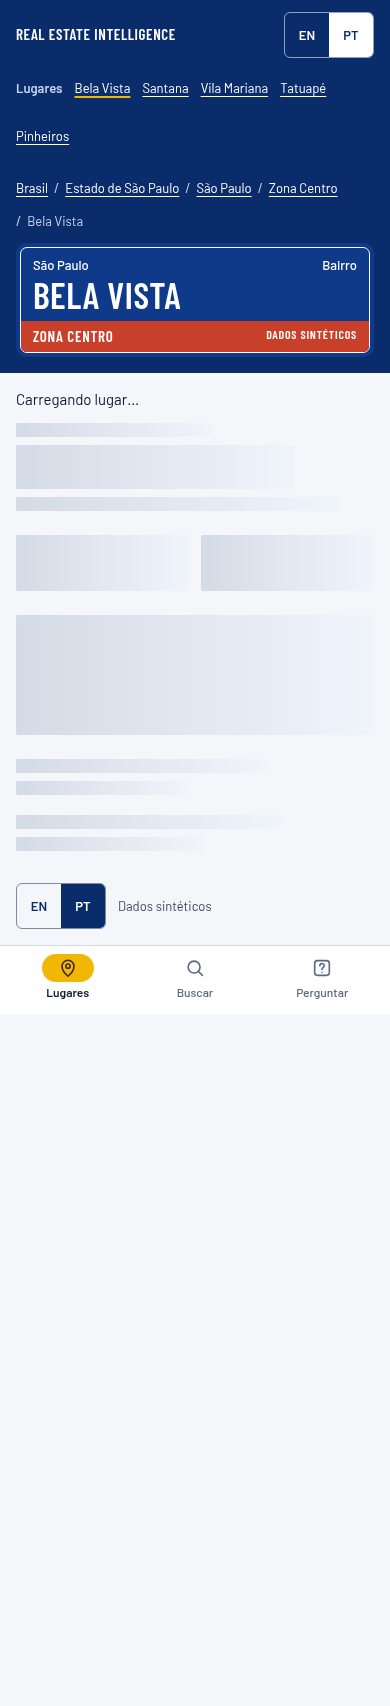 REAL ESTATE INTELLIGENCE
EN PT
Lugares Bela Vista Santana Vila Mariana Tatuapé
Pinheiros
Brasil / Estado de São Paulo / São Paulo / Zona Centro
/ Bela Vista
São Paulo Bairro
BELA VISTA
ZONA CENTRO DADOS SINTÉTICOS
Carregando lugar...
EN PT Dados sintéticos
Lugares Buscar Perguntar